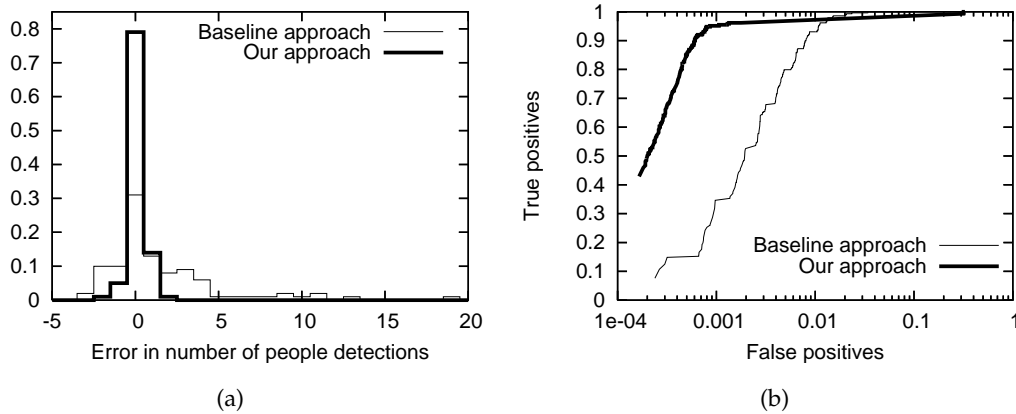 0.8
0.7
0.6
0.5
0.4
0.3
0.2
0.1
0
-5 0 5 10 15 20
Baseline approach
Our approach
Error in number of people detections
(a)
1
0.9
0.8
0.7
0.6
0.5
0.4
0.3
0.2
0.1
0
True positives
1e-04 0.001 0.01 0.1 1
Baseline approach
Our approach
False positives
(b)